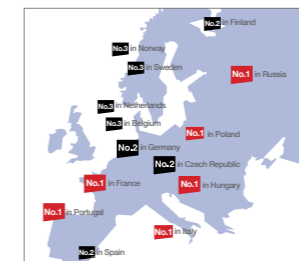 No.2 in Finland
No.3 in Norway
No.3 in Sweden
No.1 in Russia
No.3 in Netherlands
No.3 in Belgium
No.1 in Poland
No.2 in Germany
No.2 in Czech Republic
No.1 in France
No.1 in Hungary
No.1 in Portugal
No.1 in Italy
No.2 in Spain